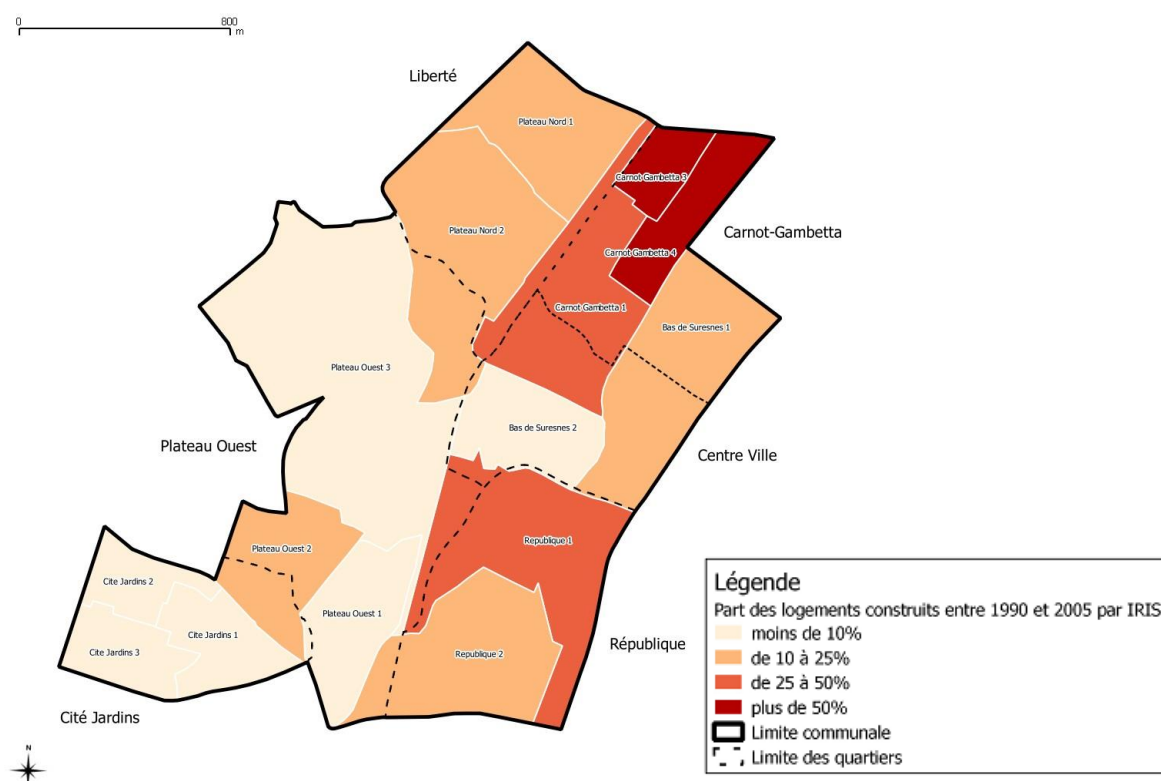 0 800
m
Liberté
Plateau Nord 1
Carnot Gambetta 3
Plateau Nord 2
Carnot-Gambetta
Carnot Gambetta 4
Carnot Gambetta 1
Bas de Suresnes 1
Plateau Ouest 3
Bas de Suresnes 2
Plateau Ouest
Centre Ville
Republique 1
Plateau Ouest 2
Cite Jardins 2
Plateau Ouest 1
Cite Jardins 1
Cite Jardins 3
Republique 2
République
Cité Jardins
N
Légende
Part des logements construits entre 1990 et 2005 par IRIS
moins de 10%
de 10 à 25%
de 25 à 50%
plus de 50%
Limite communale
Limite des quartiers